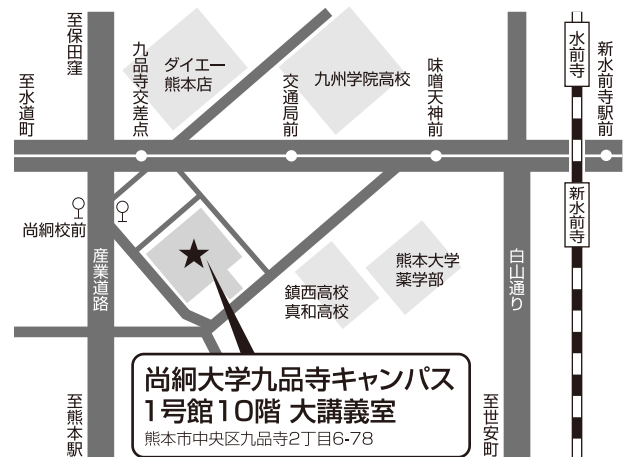 至保田窪
至水道町
九品寺交差点
ダイエー
熊本店
交通局前
九州学院高校
味噌天神前
水前寺
新水前寺駅前
新水前寺
尚絅校前
産業道路
鎮西高校
真和高校
熊本大学
薬学部
白山通り
尚絅大学九品寺キャンパス
1号館10階 大講義室
熊本市中央区九品寺2丁目6-78
至熊本駅
至世安町